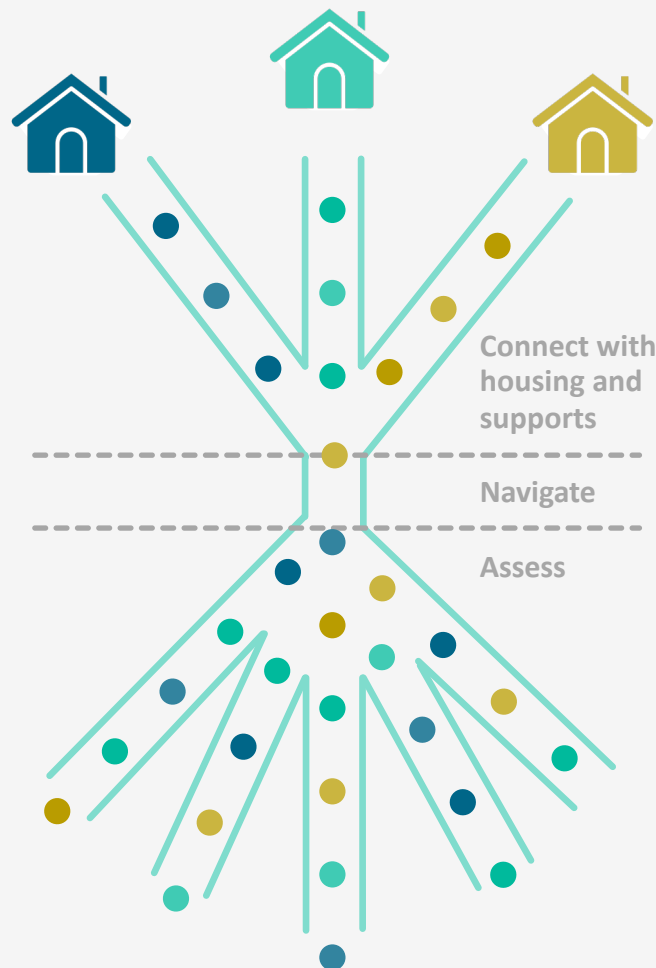 Connect with
housing and
supports
Navigate
Assess